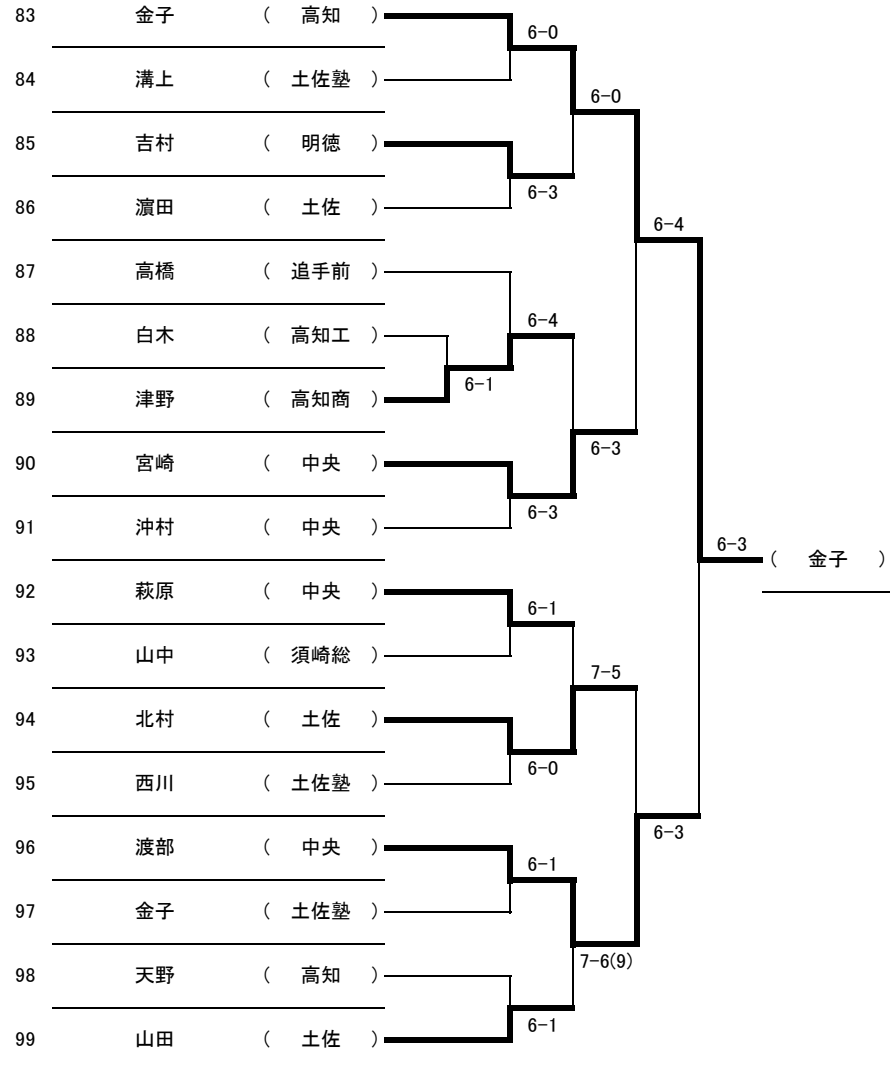 83 金子 ( 高知 )
6-0
84 溝上 ( 土佐塾 )
6-0
85 吉村 ( 明徳 )
6-3
86 濵田 ( 土佐 )
6-4
87 高橋 ( 追手前 )
6-4
88 白木 ( 高知工 )
6-1
89 津野 ( 高知商 )
6-3
90 宮崎 ( 中央 )
6-3
91 沖村 ( 中央 )
6-3 ( 金子 )
92 萩原 ( 中央 )
6-1
93 山中 ( 須崎総 )
7-5
94 北村 ( 土佐 )
6-0
95 西川 ( 土佐塾 )
6-3
96 渡部 ( 中央 )
6-1
97 金子 ( 土佐塾 )
7-6(9)
98 天野 ( 高知 )
6-1
99 山田 ( 土佐 )